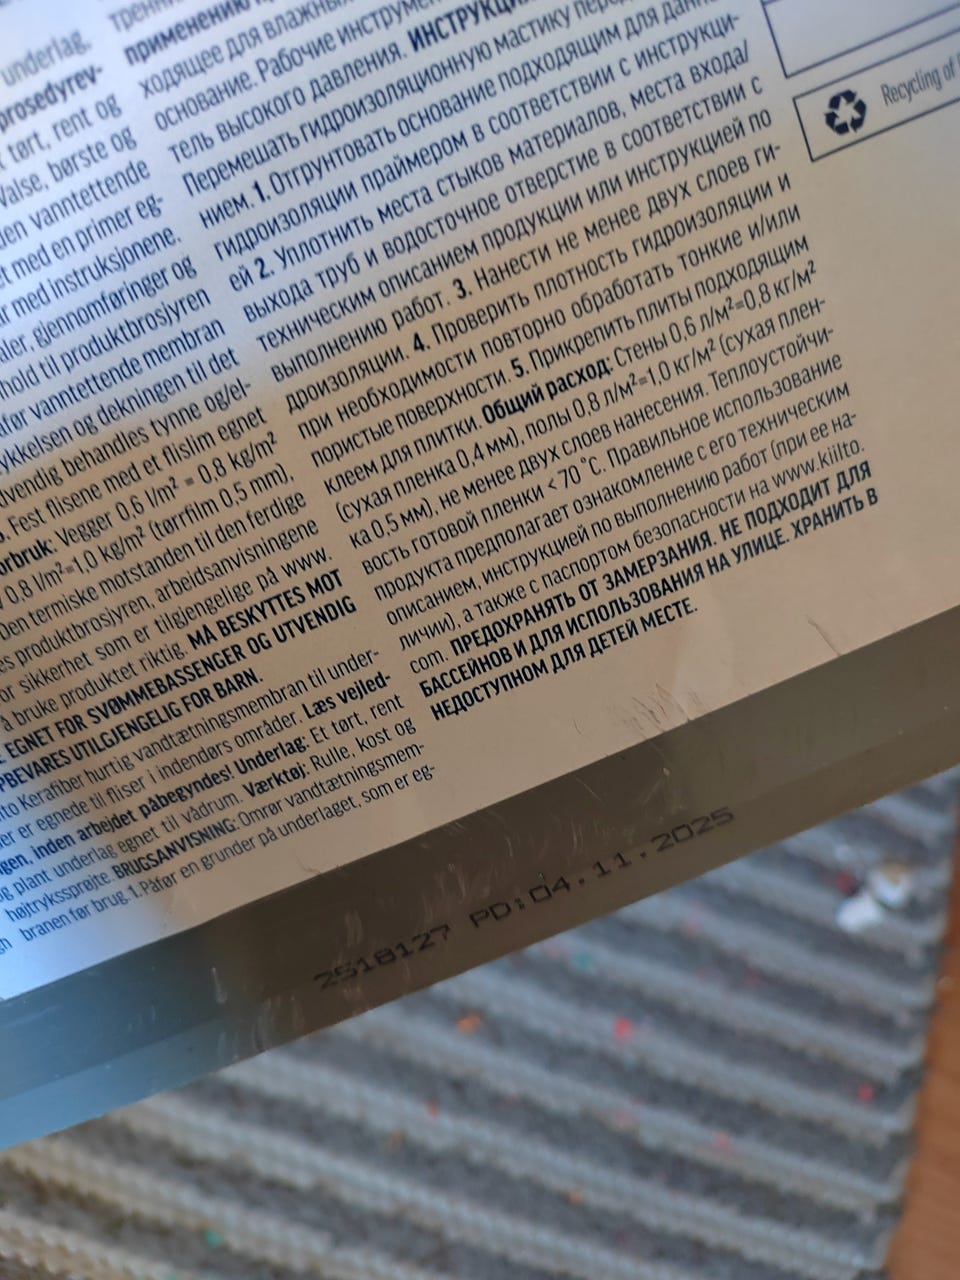 underlag.
prosedyrev-
tørt, rent og
Valse, børste og
den vanntettende
et med en primer eg-
ar med instruksjonene.
aler, gjennomføringer og
hold til produktbrosjyren
før vanntettende membran
ykkelsen og dekningen til det
dvendig behandles tynne og/el-
. Fest flisene med et flislim egnet
orbruk: Vegger 0,6 l/m² = 0,8 kg/m²
0,8 l/m²=1,0 kg/m² (tørrfilm 0,5 mm),
Den termiske motstanden til den ferdige
es produktbrosjyren, arbeidsanvisningene
or sikkerhet som er tilgjengelige på www.
å bruke produktet riktig. MÅ BESKYTTES MOT
E EGNET FOR SVØMMEBASSENGER OG UTVENDIG
PBEVARES UTILGJENGELIG FOR BARN.
to Kerafiber hurtig vandtætningsmembran til under-
er er egnede til fliser i indendørs områder. Læs vejled-
gen, inden arbejdet påbegyndes! Underlag: Et tørt, rent
g plant underlag egnet til vådrum. Værktøj: Rulle, kost og
højtrykssprøjte. BRUGSANVISNING: Omrør vandtætningsmem-
branen før brug. 1.Påfør en grunder på underlaget, som er eg-
тренни
применению п
ходящее для влажных
основание. Рабочие инструмен
тель высокого давления. ИНСТРУКЦИ
Перемешать гидроизоляционную мастику пере
нием. 1. Отгрунтовать основание подходящим для данн
гидроизоляции праймером в соответствии с инструкци-
ей 2. Уплотнить места стыков материалов, места входа/
выхода труб и водосточное отверстие в соответствии с
техническим описанием продукции или инструкцией по
выполнению работ. 3. Нанести не менее двух слоев ги-
дроизоляции. 4. Проверить плотность гидроизоляции и
при необходимости повторно обработать тонкие и/или
пористые поверхности. 5. Прикрепить плиты подходящим
клеем для плитки. Общий расход: Стены 0,6 л/м²=0,8 кг/м²
(сухая пленка 0,4 мм), полы 0,8 л/м²=1,0 кг/м² (сухая плен-
ка 0,5 мм), не менее двух слоев нанесения. Теплоустойчи-
вость готовой пленки < 70 °С. Правильное использование
продукта предполагает ознакомление с его техническим
описанием, инструкцией по выполнению работ (при ее на-
личии), а также с паспортом безопасности на www.kiilto.
com. ПРЕДОХРАНЯТЬ ОТ ЗАМЕРЗАНИЯ. НЕ ПОДХОДИТ ДЛЯ
БАССЕЙНОВ И ДЛЯ ИСПОЛЬЗОВАНИЯ НА УЛИЦЕ. ХРАНИТЬ В
НЕДОСТУПНОМ ДЛЯ ДЕТЕЙ МЕСТЕ.
Recycling of
2518127 PD:04.11.2025